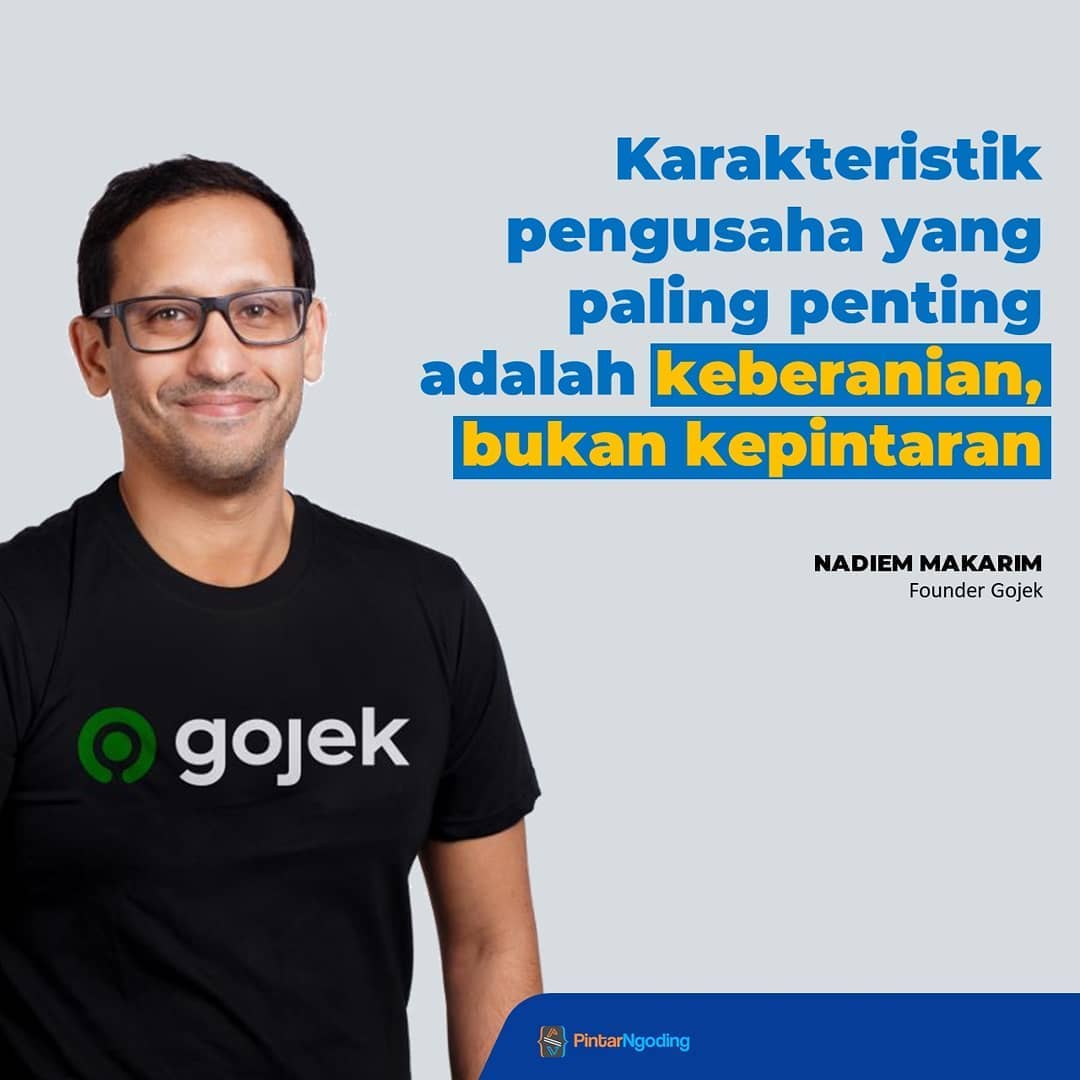 Karakteristik
pengusaha yang
paling penting
adalah keberanian,
bukan kepintaran
NADIEM MAKARIM
Founder Gojek
gojek
PintarNgoding